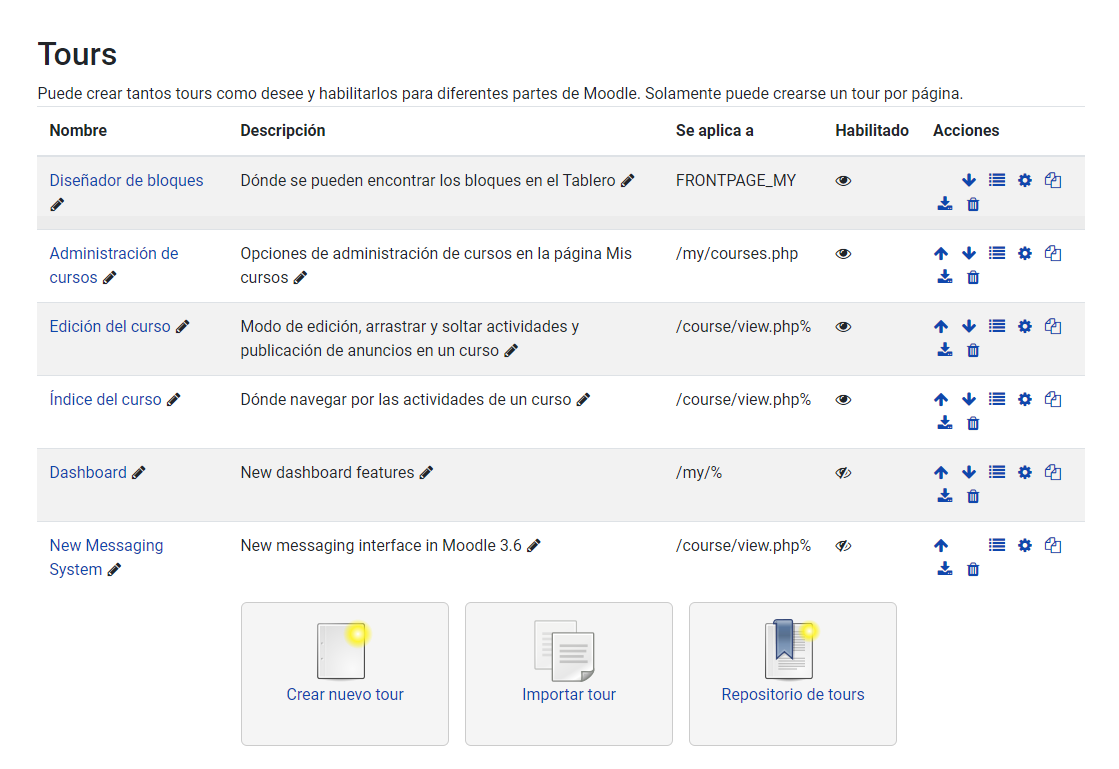 Tours
Puede crear tantos tours como desee y habilitarlos para diferentes partes de Moodle. Solamente puede crearse un tour por página.
Nombre Descripción Se aplica a Habilitado Acciones
Diseñador de bloques Dónde se pueden encontrar los bloques en el Tablero FRONTPAGE_MY
Administración de Opciones de administración de cursos en la página Mis /my/courses.php
cursos cursos
Edición del curso Modo de edición, arrastrar y soltar actividades y /course/view.php%
publicación de anuncios en un curso
Índice del curso Dónde navegar por las actividades de un curso /course/view.php%
Dashboard New dashboard features /my/%
New Messaging New messaging interface in Moodle 3.6 /course/view.php%
System
Crear nuevo tour Importar tour Repositorio de tours